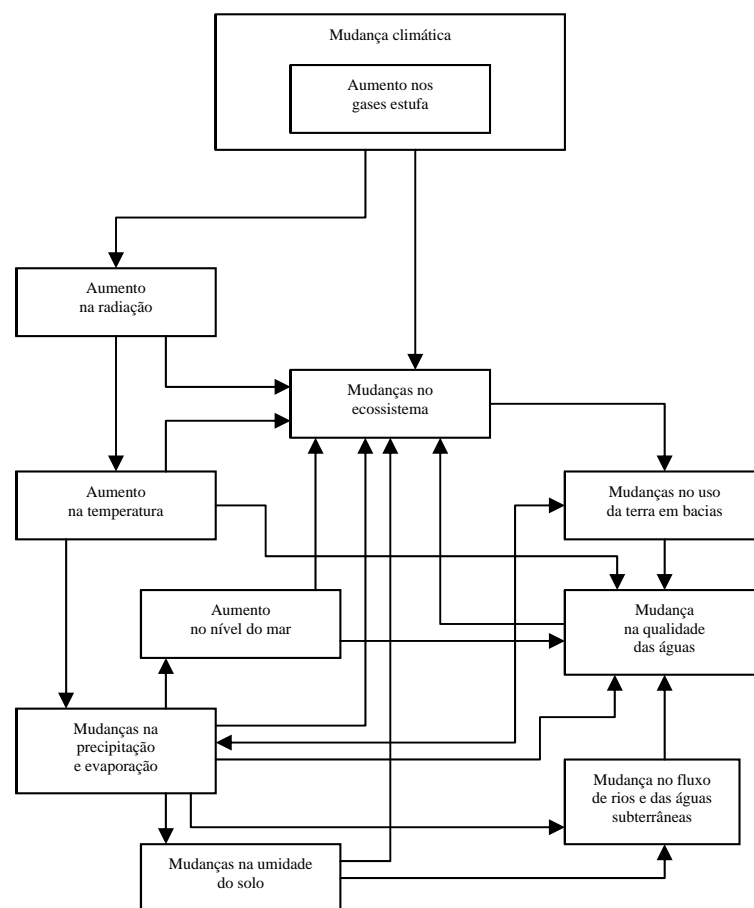 Mudança climática
Aumento nos
gases estufa
Aumento
na radiação
Mudanças no
ecossistema
Aumento
na temperatura
Mudanças no uso
da terra em bacias
Aumento
no nível do mar
Mudança
na qualidade
das águas
Mudanças na
precipitação
e evaporação
Mudança no fluxo
de rios e das águas
subterrâneas
Mudanças na umidade
do solo